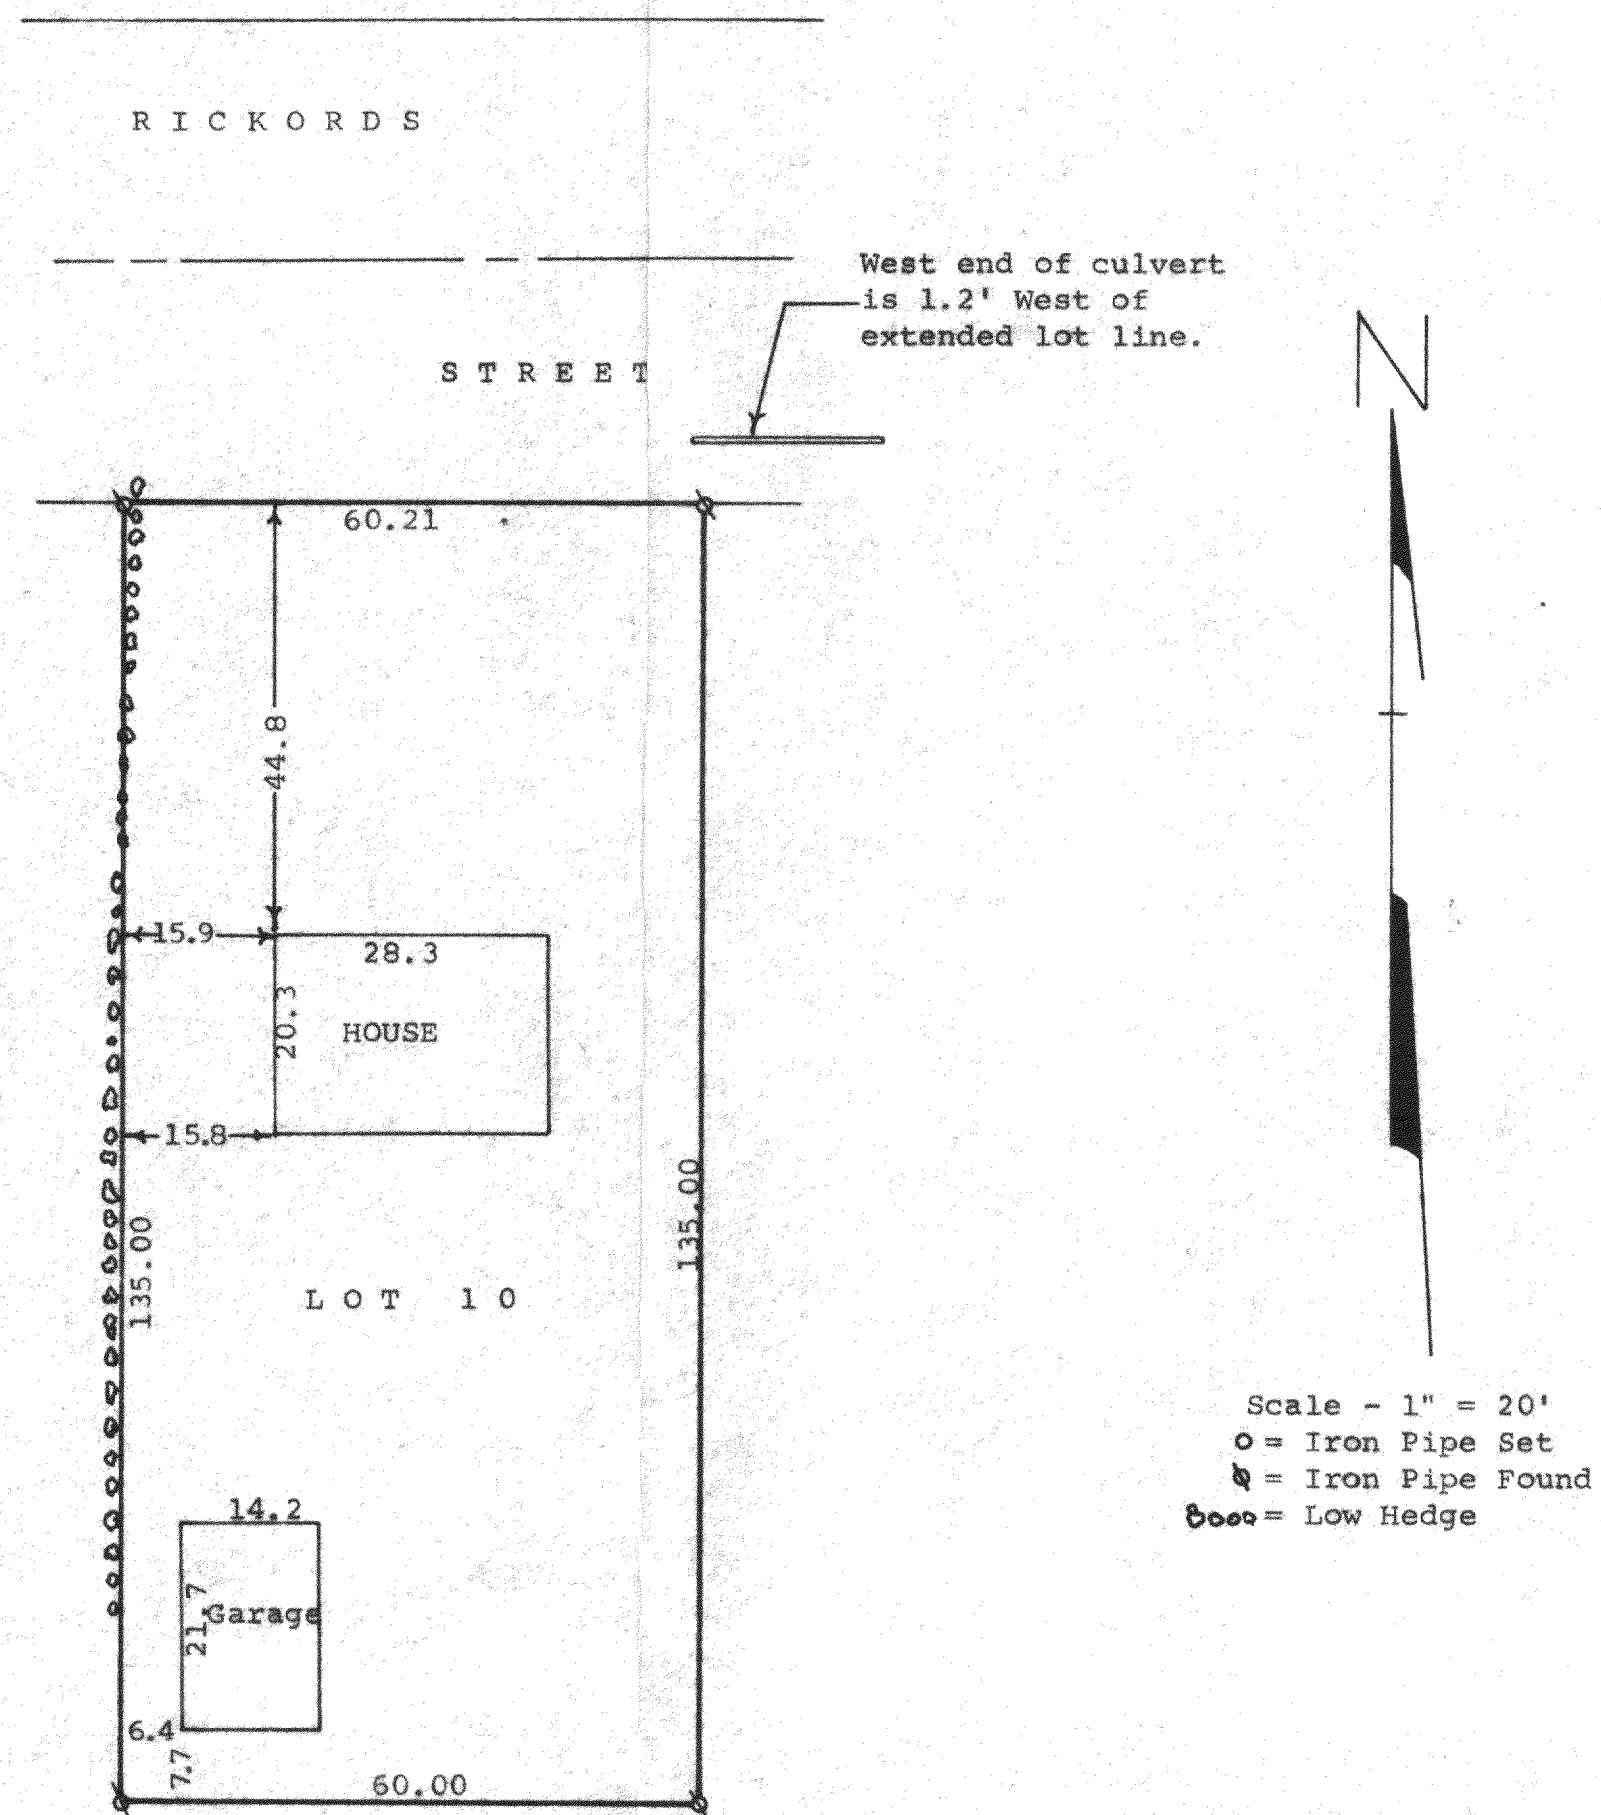 R I C K O R D S
West end of culvert
is 1.2' West of
extended lot line.
S T R E E T
N
60.21
44.8
15.9
28.3
20.3
HOUSE
15.8
135.00
135.00
L O T 1 0
Scale - 1" = 20'
= Iron Pipe Set
= Iron Pipe Found
= Low Hedge
14.2
21.7
Garage
6.4
7.7
60.00